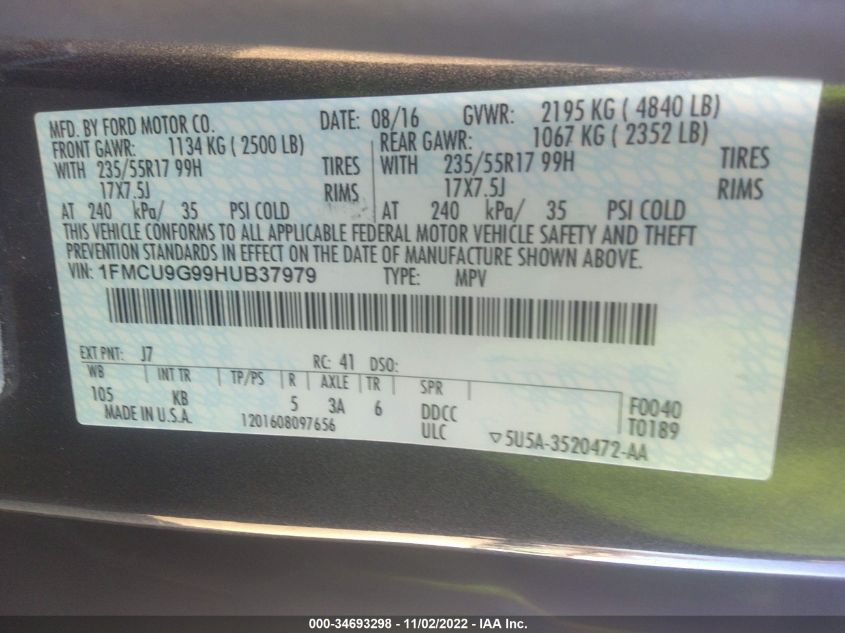 MFD. BY FORD MOTOR CO. DATE: 08/16 GVWR: 2195 KG ( 4840 LB)
FRONT GAWR: 1134 KG ( 2500 LB) REAR GAWR: 1067 KG ( 2352 LB)
WITH 235/55R17 99H TIRES WITH 235/55R17 99H TIRES
17X7.5J RIMS 17X7.5J RIMS
AT 240 kPa/ 35 PSI COLD AT 240 kPa/ 35 PSI COLD
THIS VEHICLE CONFORMS TO ALL APPLICABLE FEDERAL MOTOR VEHICLE SAFETY AND THEFT
PREVENTION STANDARDS IN EFFECT ON THE DATE OF MANUFACTURE SHOWN ABOVE.
VIN: 1FMCU9G99HUB37979 TYPE: MPV
EXT PNT: J7 RC: 41 DSO:
WB INT TR TP/PS R AXLE TR SPR
105 KB 5 3A 6 DDCC F0040
MADE IN U.S.A. 1201608097656 ULC ▽5U5A-3520472-AA T0189
000-34693298 - 11/02/2022 - IAA Inc.